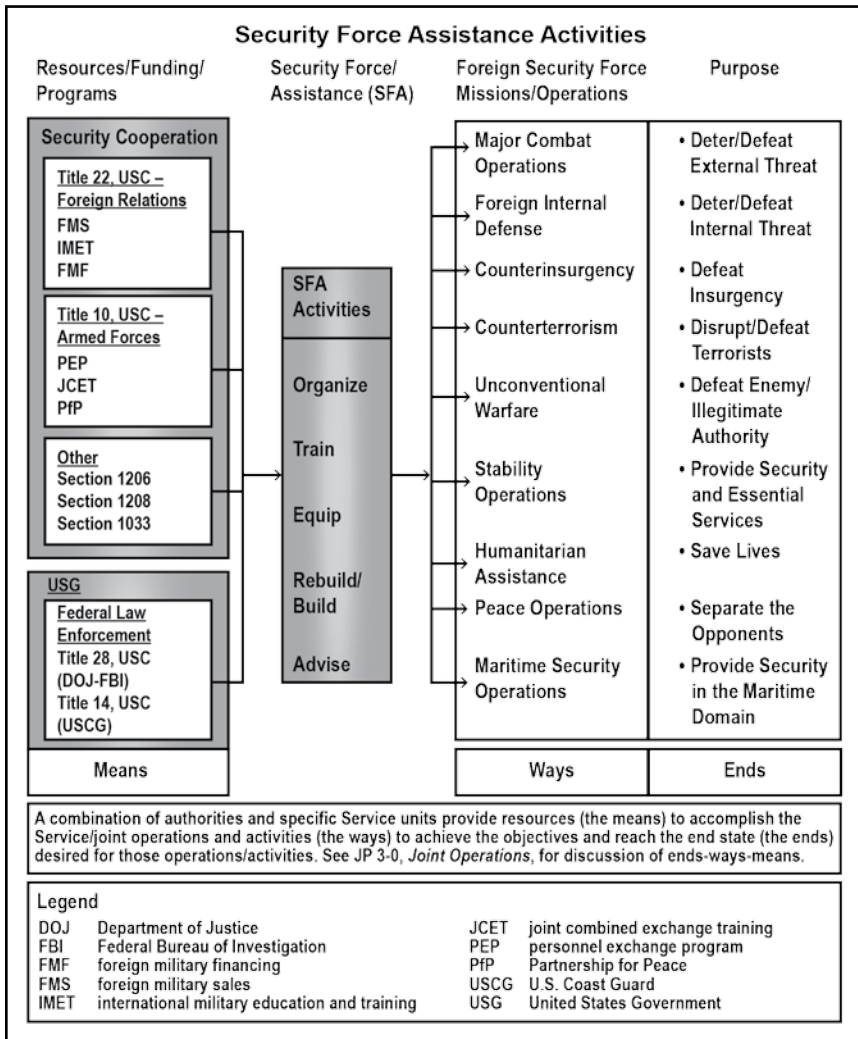 Security Force Assistance Activities
Resources/Funding/
Programs
Security Force/
Assistance (SFA)
Foreign Security Force
Missions/Operations
Purpose
Security Cooperation
Title 22, USC –
Foreign Relations
FMS
IMET
FMF
Title 10, USC –
Armed Forces
PEP
JCET
PfP
Other
Section 1206
Section 1208
Section 1033
USG
Federal Law
Enforcement
Title 28, USC
(DOJ-FBI)
Title 14, USC
(USCG)
Means
SFA
Activities
Organize
Train
Equip
Rebuild/
Build
Advise
Major Combat
Operations
Foreign Internal
Defense
Counterinsurgency
Counterterrorism
Unconventional
Warfare
Stability
Operations
Humanitarian
Assistance
Peace Operations
Maritime Security
Operations
Ways
• Deter/Defeat
External Threat
• Deter/Defeat
Internal Threat
• Defeat
Insurgency
• Disrupt/Defeat
Terrorists
• Defeat Enemy/
Illegitimate
Authority
• Provide Security
and Essential
Services
• Save Lives
• Separate the
Opponents
• Provide Security
in the Maritime
Domain
Ends
A combination of authorities and specific Service units provide resources (the means) to accomplish the
Service/joint operations and activities (the ways) to achieve the objectives and reach the end state (the ends)
desired for those operations/activities. See JP 3-0, Joint Operations, for discussion of ends-ways-means.
Legend
DOJ Department of Justice
FBI Federal Bureau of Investigation
FMF foreign military financing
FMS foreign military sales
IMET international military education and training
JCET joint combined exchange training
PEP personnel exchange program
PfP Partnership for Peace
USCG U.S. Coast Guard
USG United States Government